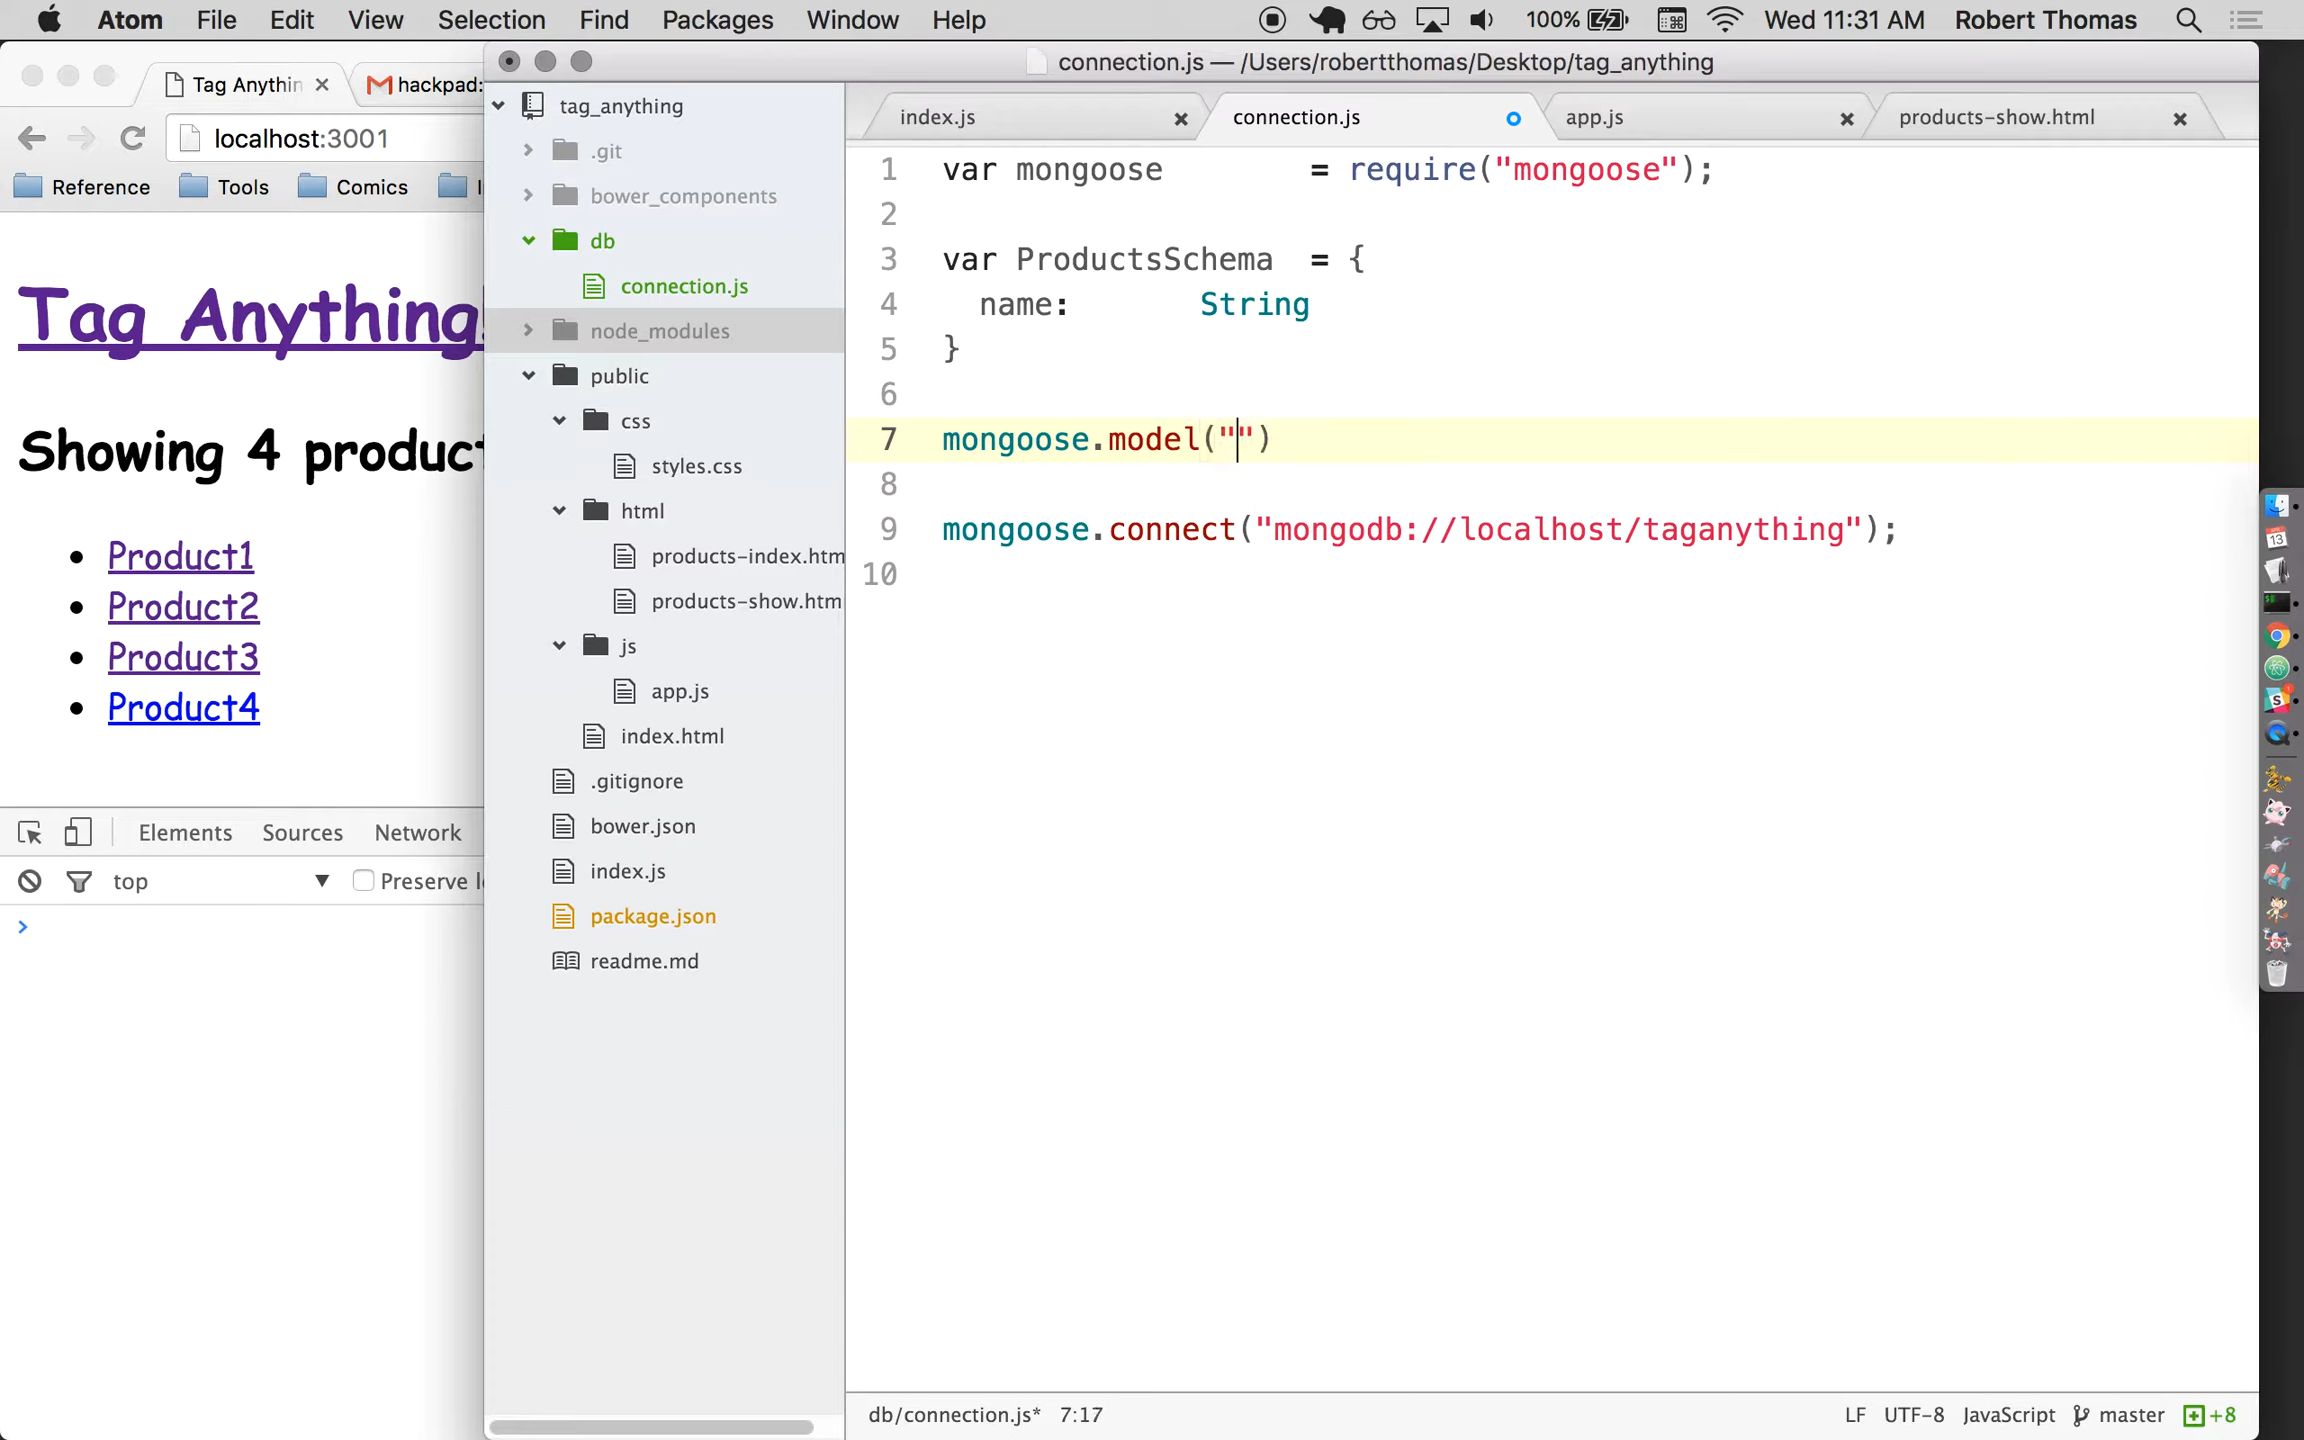 Atom File Edit View Selection Find Packages Window Help 100% Wed 11:31 AM Robert Thomas
Tag Anythin
hackpad:
localhost:3001
Reference Tools Comics
Tag Anything
Showing 4 product
Product1
Product2
Product3
Product4
Elements Sources Network
top Preserve
>
connection.js — /Users/robertthomas/Desktop/tag_anything
tag_anything
.git
bower_components
db
connection.js
node_modules
public
css
styles.css
html
products-index.htm
products-show.htm
js
app.js
index.html
.gitignore
bower.json
index.js
package.json
readme.md
index.js connection.js app.js products-show.html
1 var mongoose = require("mongoose");
2
3 var ProductsSchema = {
4 name: String
5 }
6
7 mongoose.model("")
8
9 mongoose.connect("mongodb://localhost/taganything");
10
db/connection.js* 7:17 LF UTF-8 JavaScript master +8
13